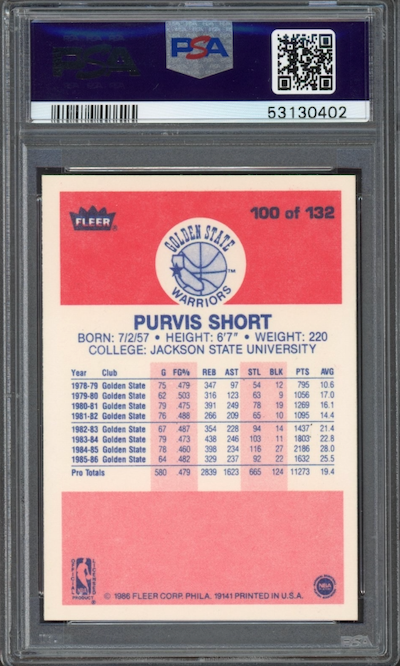 PSA
PSA
53130402
FLEER
100 of 132
GOLDEN STATE
WARRIORS
TM
PURVIS SHORT
BORN: 7/2/57 • HEIGHT: 6'7" • WEIGHT: 220
COLLEGE: JACKSON STATE UNIVERSITY
Year Club G FG% REB AST STL BLK PTS AVG
1978-79 Golden State 75 .479 347 97 54 12 795 10.6
1979-80 Golden State 62 .503 316 123 63 9 1056 17.0
1980-81 Golden State 79 .475 391 249 78 19 1269 16.1
1981-82 Golden State 76 .488 266 209 65 10 1095 14.4
1982-83 Golden State 67 .487 354 228 94 14 1437 21.4
1983-84 Golden State 79 .473 438 246 103 11 1803 22.8
1984-85 Golden State 78 .460 398 234 116 27 2186 28.0
1985-86 Golden State 64 .482 329 237 92 22 1632 25.5
Pro Totals 580 .479 2839 1623 665 124 11273 19.4
OFFICIAL LICENSED
NBA
PRODUCT
© 1986 FLEER CORP. PHILA. 19141 PRINTED IN U.S.A.
NBA
PSA